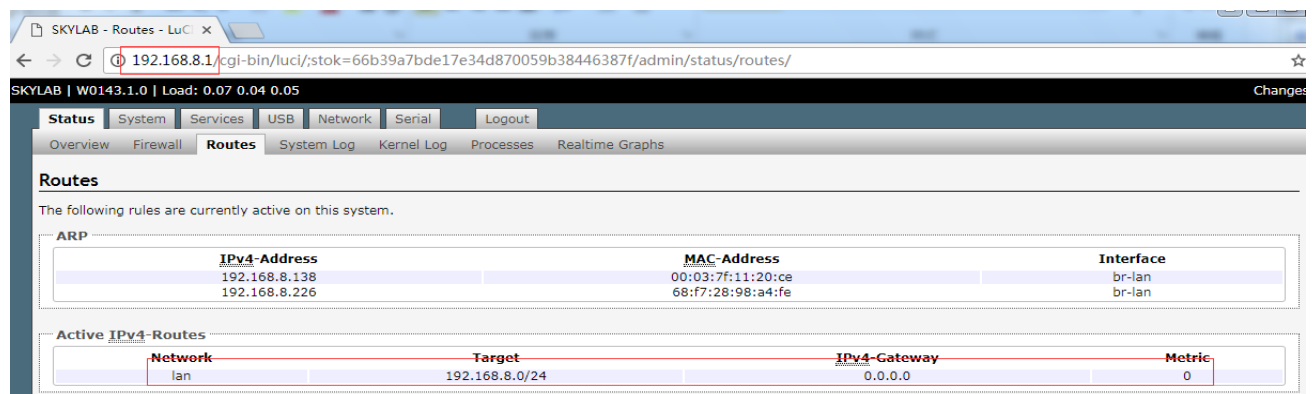 SKYLAB - Routes - LuC
192.168.8.1/cgi-bin/luci/;stok=66b39a7bde17e34d870059b38446387f/admin/status/routes/
SKYLAB | W0143.1.0 | Load: 0.07 0.04 0.05 Changes
Status System Services USB Network Serial Logout
Overview Firewall Routes System Log Kernel Log Processes Realtime Graphs
Routes
The following rules are currently active on this system.
ARP
IPv4-Address MAC-Address Interface
192.168.8.138 00:03:7f:11:20:ce br-lan
192.168.8.226 68:f7:28:98:a4:fe br-lan
Active IPv4-Routes
Network Target IPv4-Gateway Metric
lan 192.168.8.0/24 0.0.0.0 0